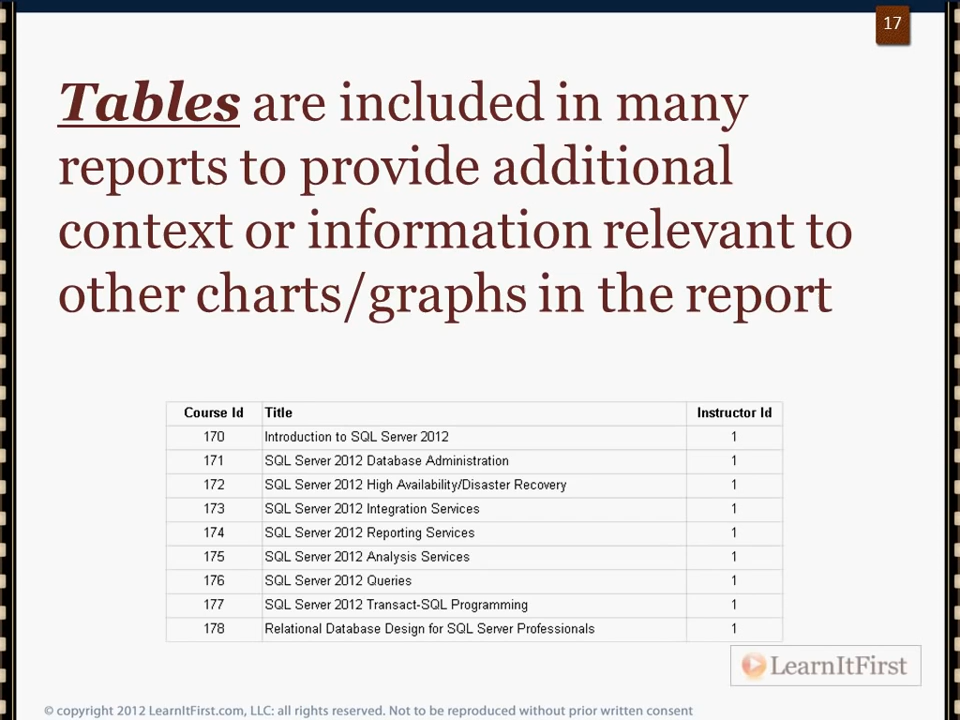 17
Tables are included in many
reports to provide additional
context or information relevant to
other charts/graphs in the report
Course Id Title Instructor Id
170 Introduction to SQL Server 2012 1
171 SQL Server 2012 Database Administration 1
172 SQL Server 2012 High Availability/Disaster Recovery 1
173 SQL Server 2012 Integration Services 1
174 SQL Server 2012 Reporting Services 1
175 SQL Server 2012 Analysis Services 1
176 SQL Server 2012 Queries 1
177 SQL Server 2012 Transact-SQL Programming 1
178 Relational Database Design for SQL Server Professionals 1
LearnItFirst
© copyright 2012 LearnItFirst.com, LLC: all rights reserved. Not to be reproduced without prior written consent